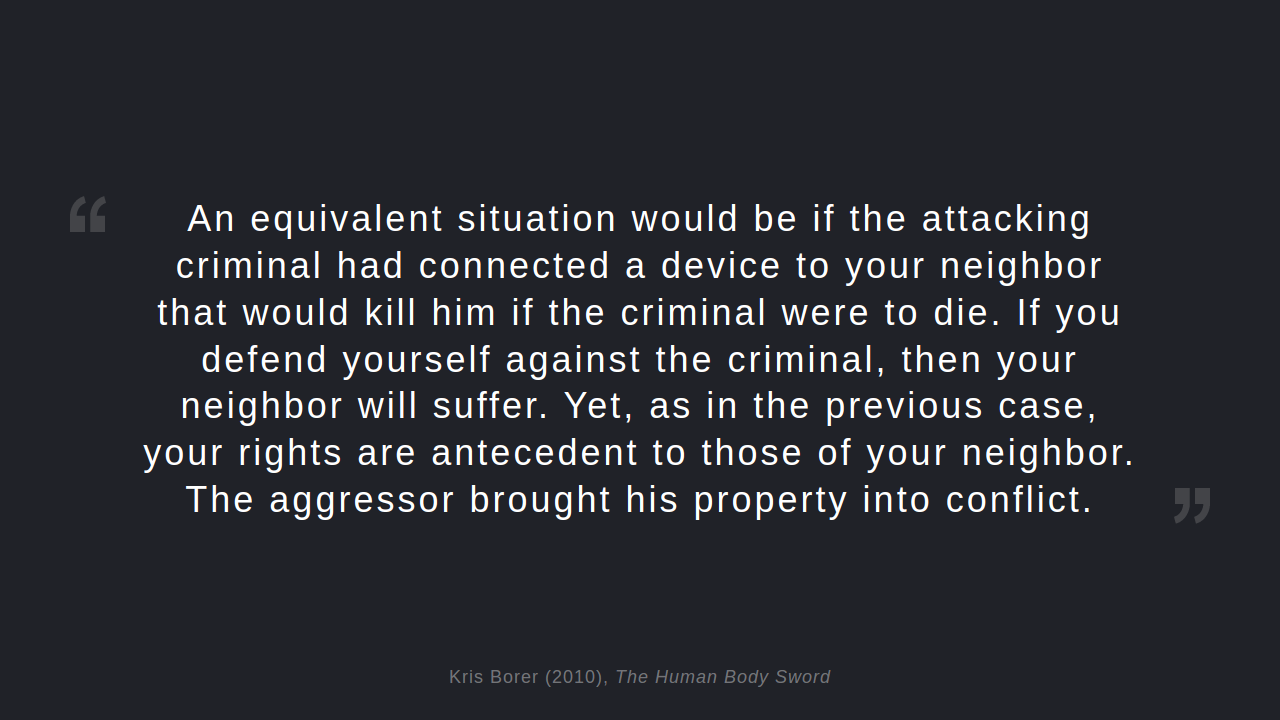 “
An equivalent situation would be if the attacking
criminal had connected a device to your neighbor
that would kill him if the criminal were to die. If you
defend yourself against the criminal, then your
neighbor will suffer. Yet, as in the previous case,
your rights are antecedent to those of your neighbor.
The aggressor brought his property into conflict.
”
Kris Borer (2010), The Human Body Sword